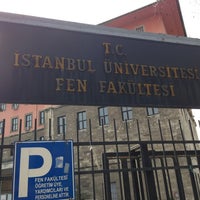 T.C.
İSTANBUL ÜNİVERSİTESİ
FEN FAKÜLTESİ
P
FEN FAKÜLTESİ
ÖĞRETİM ÜYE,
YARDIMCILARI VE
PERSONELİNE AİTTİR.